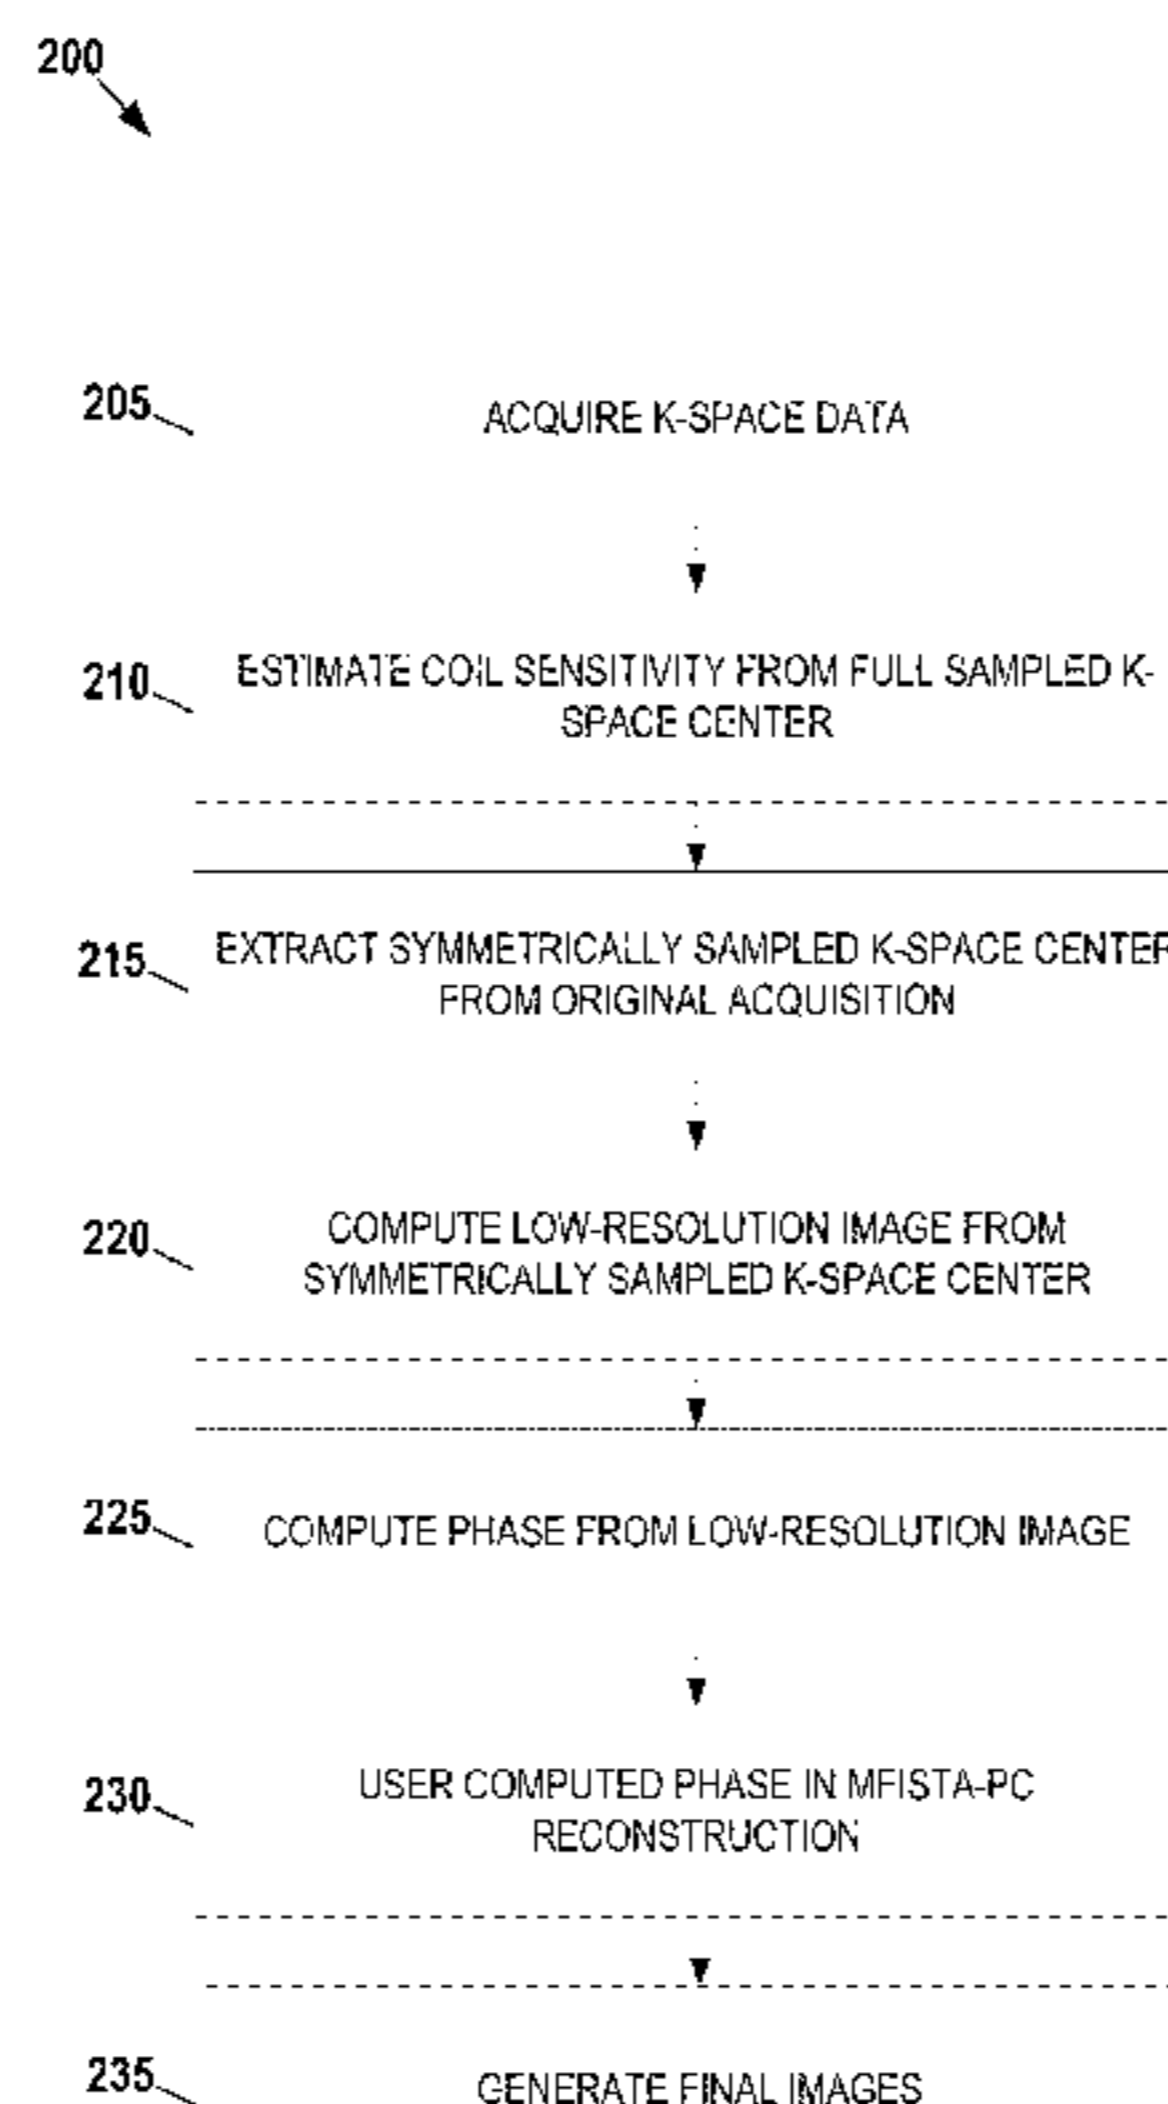 200
205
ACQUIRE K-SPACE DATA
210
ESTIMATE COIL SENSITIVITY FROM FULL SAMPLED K-
SPACE CENTER
215
EXTRACT SYMMETRICALLY SAMPLED K-SPACE CENTER
FROM ORIGINAL ACQUISITION
220
COMPUTE LOW-RESOLUTION IMAGE FROM
SYMMETRICALLY SAMPLED K-SPACE CENTER
225
COMPUTE PHASE FROM LOW-RESOLUTION IMAGE
230
USER COMPUTED PHASE IN MFISTA-PC
RECONSTRUCTION
235
GENERATE FINAL IMAGES